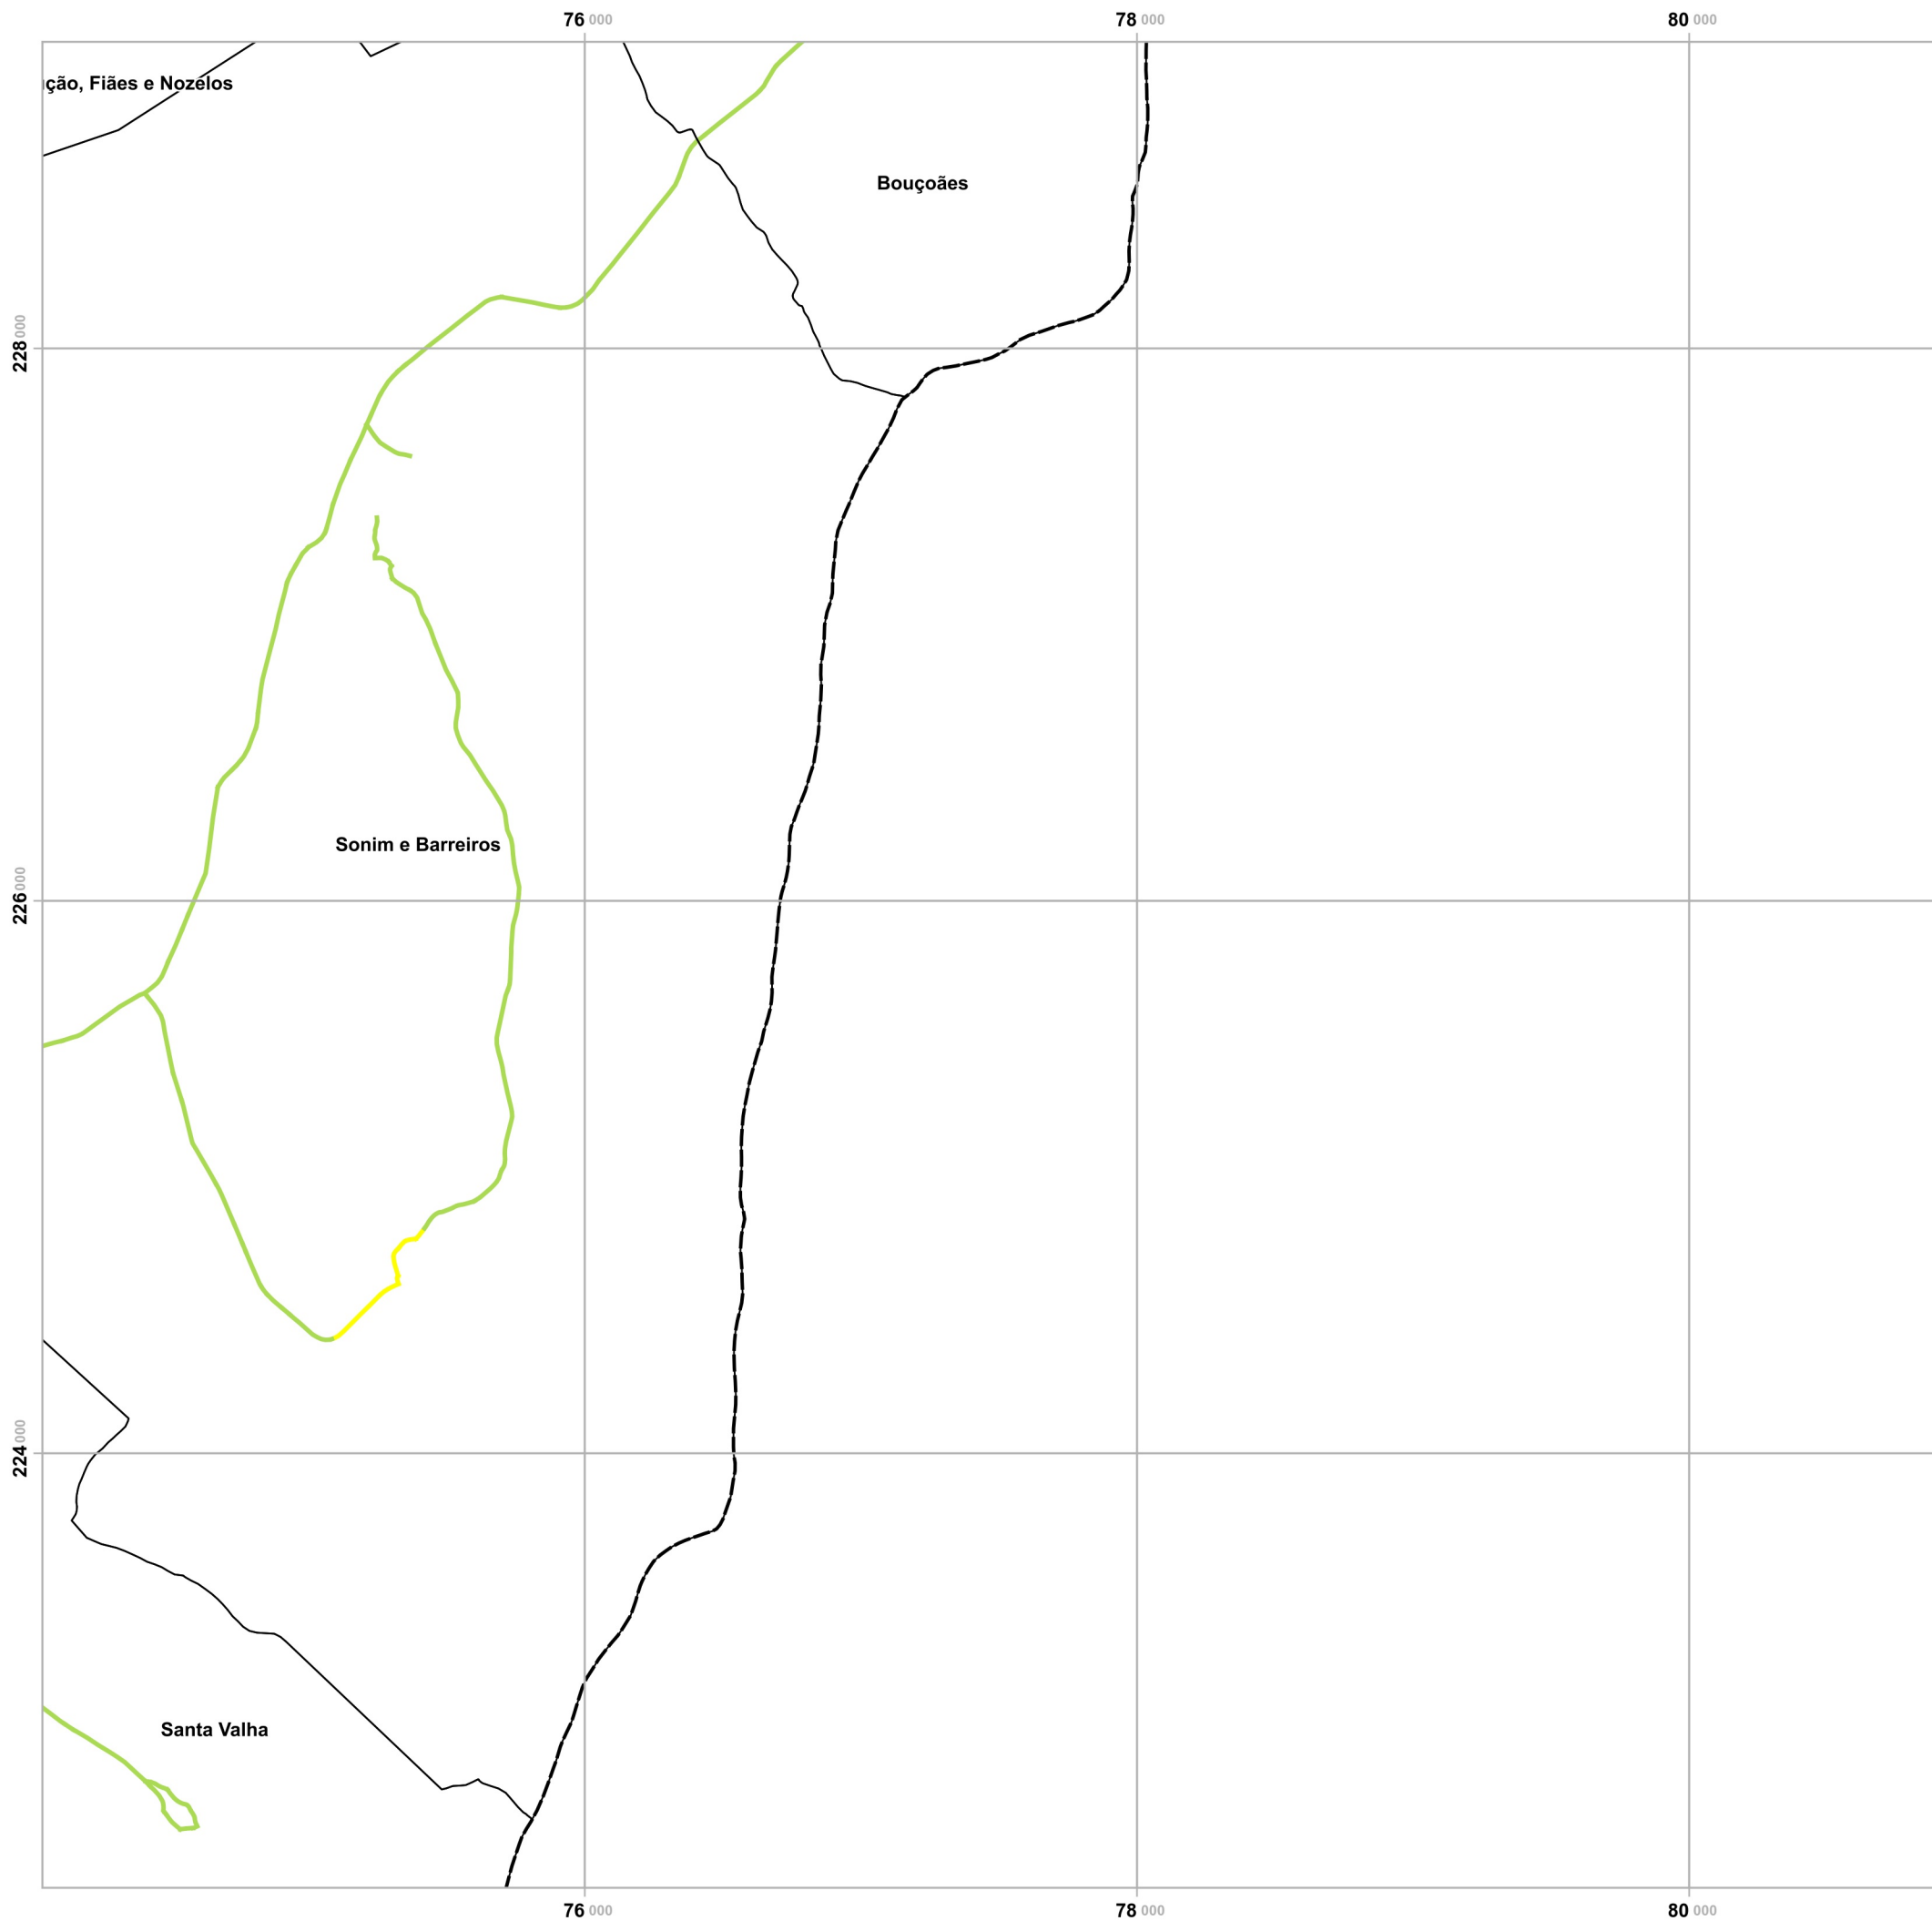 76 000
78 000
80 000
ção, Fiães e Nozelos
Bouçoães
228 000
Sonim e Barreiros
226 000
224 000
Santa Valha
76 000
78 000
80 000